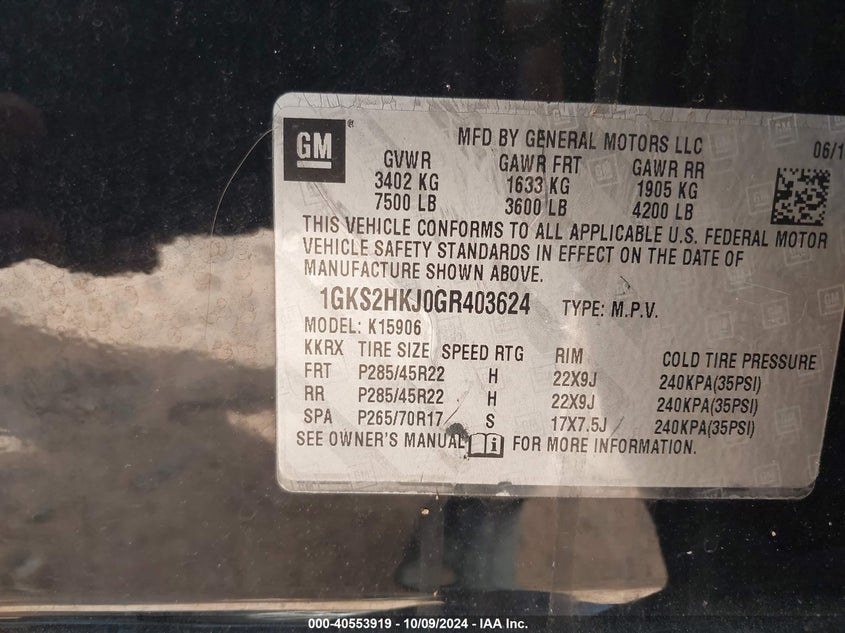 GM
MFD BY GENERAL MOTORS LLC
06/1
GVWR GAWR FRT GAWR RR
3402 KG 1633 KG 1905 KG
7500 LB 3600 LB 4200 LB
THIS VEHICLE CONFORMS TO ALL APPLICABLE U.S. FEDERAL MOTOR
VEHICLE SAFETY STANDARDS IN EFFECT ON THE DATE OF
MANUFACTURE SHOWN ABOVE.
1GKS2HKJ0GR403624 TYPE: M.P.V.
MODEL: K15906
KKRX TIRE SIZE SPEED RTG RIM COLD TIRE PRESSURE
FRT P285/45R22 H 22X9J 240KPA(35PSI)
RR P285/45R22 H 22X9J 240KPA(35PSI)
SPA P265/70R17 S 17X7.5J 240KPA(35PSI)
SEE OWNER'S MANUAL FOR MORE INFORMATION.
000-40553919 - 10/09/2024 - IAA Inc.